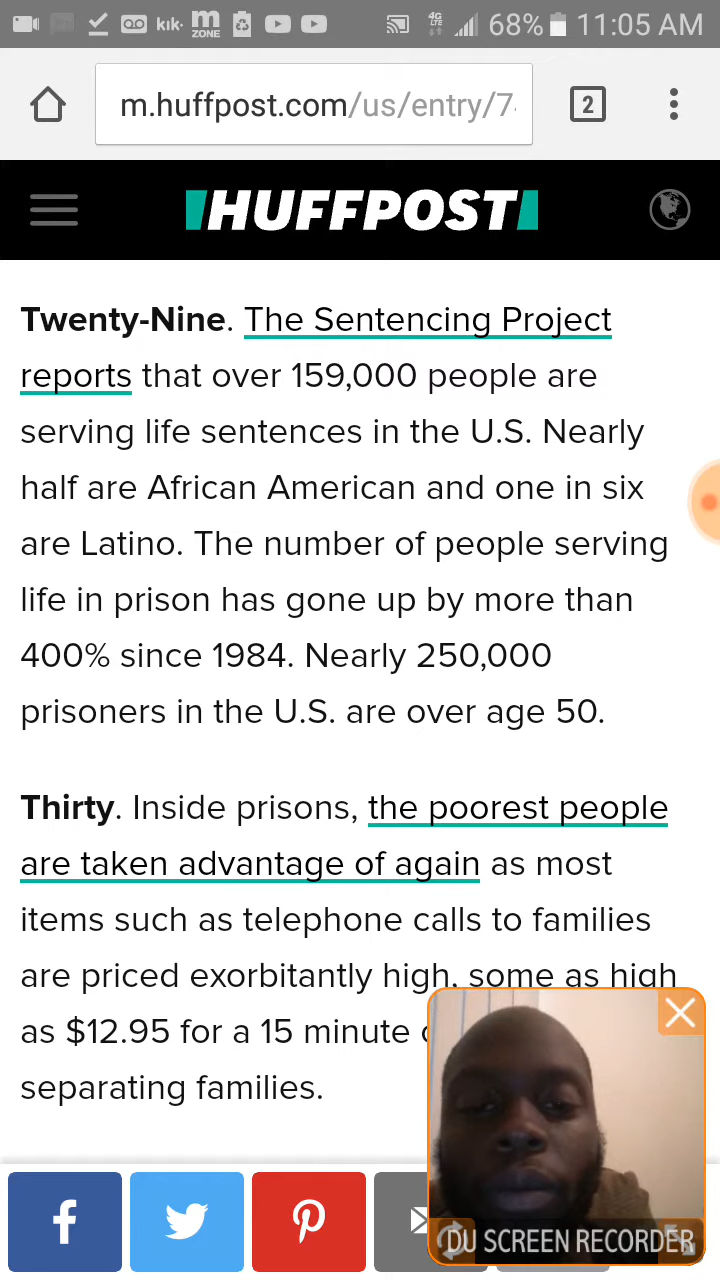 kik
m
ZONE
4G
LTE
68%
11:05 AM
m.huffpost.com/us/entry/7
2
HUFFPOST
Twenty-Nine. The Sentencing Project
reports that over 159,000 people are
serving life sentences in the U.S. Nearly
half are African American and one in six
are Latino. The number of people serving
life in prison has gone up by more than
400% since 1984. Nearly 250,000
prisoners in the U.S. are over age 50.
Thirty. Inside prisons, the poorest people
are taken advantage of again as most
items such as telephone calls to families
are priced exorbitantly high, some as high
as $12.95 for a 15 minute
separating families.
DU SCREEN RECORDER